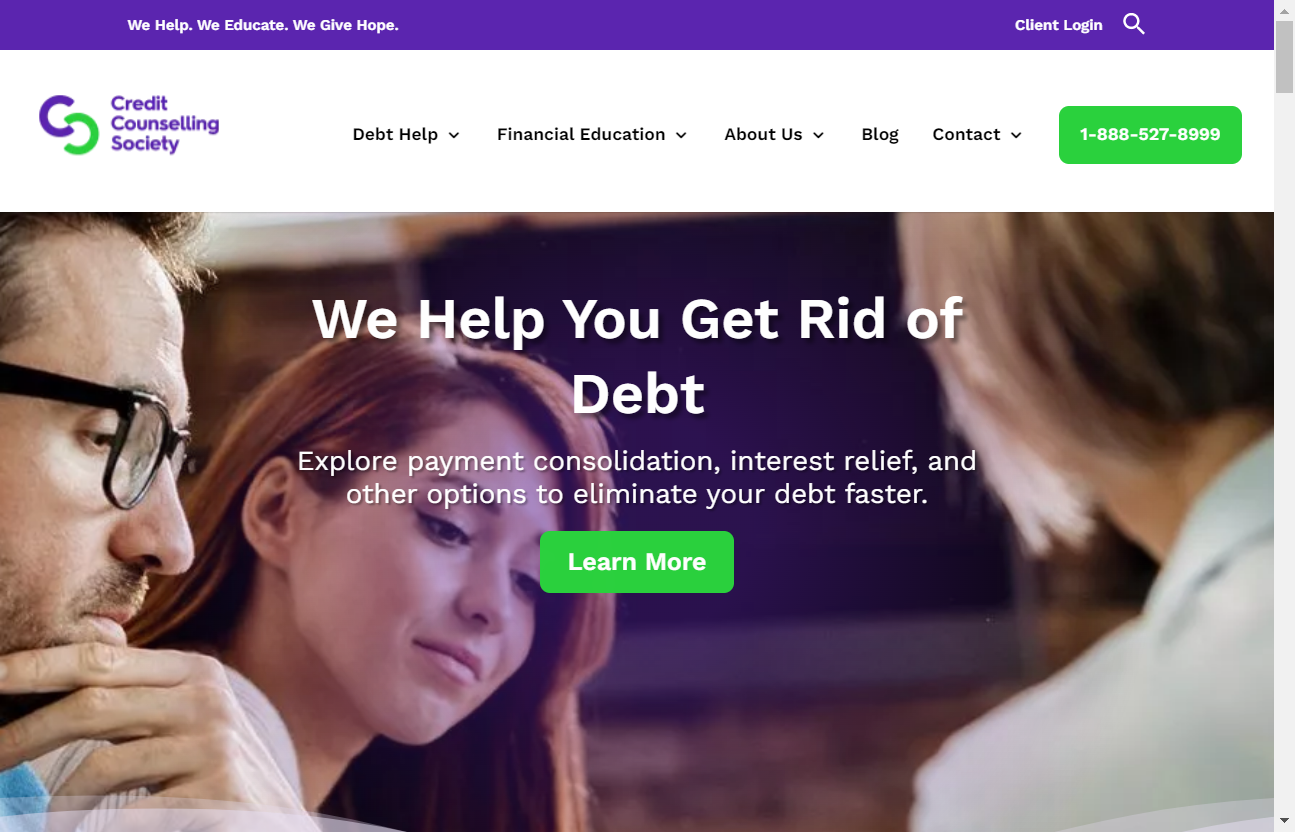 We Help. We Educate. We Give Hope.
Client Login
Credit
Counselling
Society
Debt Help
Financial Education
About Us
Blog
Contact
1-888-527-8999
We Help You Get Rid of
Debt
Explore payment consolidation, interest relief, and
other options to eliminate your debt faster.
Learn More